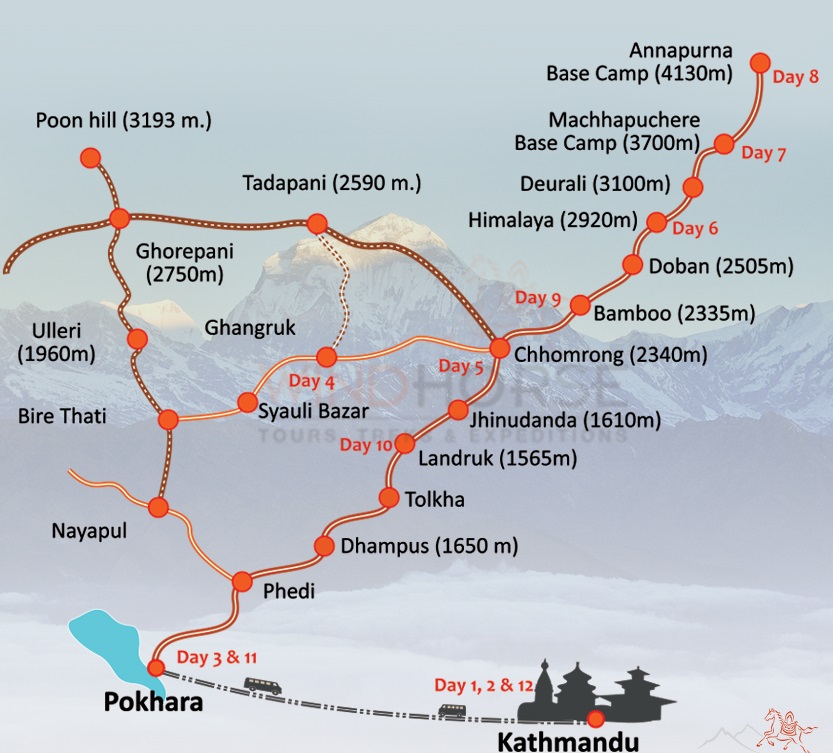 Annapurna
Base Camp (4130m)
Day 8
Poon hill (3193 m.)
Machhapuchere
Base Camp (3700m)
Day 7
Tadapani (2590 m.)
Deurali (3100m)
Himalaya (2920m)
Day 6
Ghorepani
(2750m)
Doban (2505m)
Day 9
Bamboo (2335m)
Ulleri
(1960m)
Ghangruk
Day 4
Day 5
Chhomrong (2340m)
WINDHORSE
TOURS, TREKS & EXPEDITIONS
Bire Thati
Syauli Bazar
Jhinudanda (1610m)
Day 10
Landruk (1565m)
Tolkha
Nayapul
Dhampus (1650 m)
Phedi
Day 3 & 11
Pokhara
Day 1, 2 & 12
Kathmandu